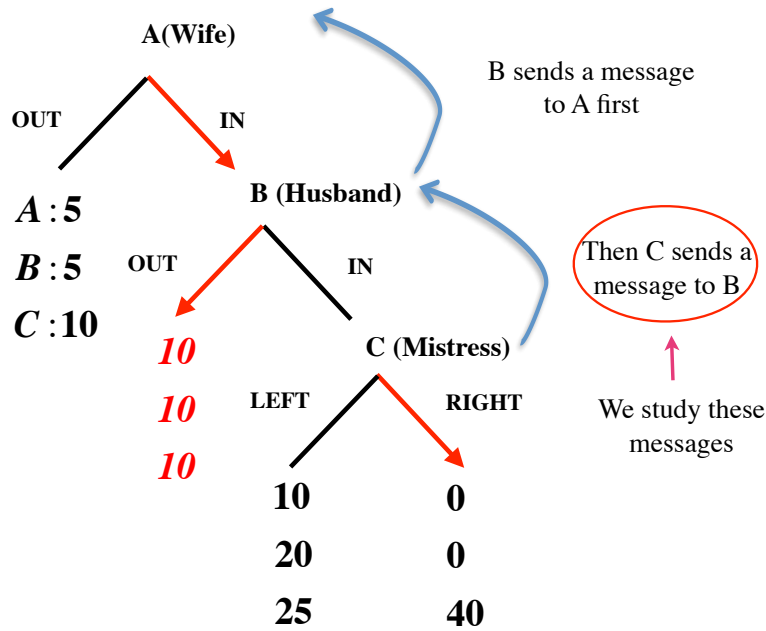 A(Wife)
B sends a message
to A first
OUT
IN
A : 5
B : 5
C : 10
B (Husband)
OUT
IN
Then C sends a
message to B
10
10
10
C (Mistress)
LEFT
RIGHT
We study these
messages
10 0
20 0
25 40